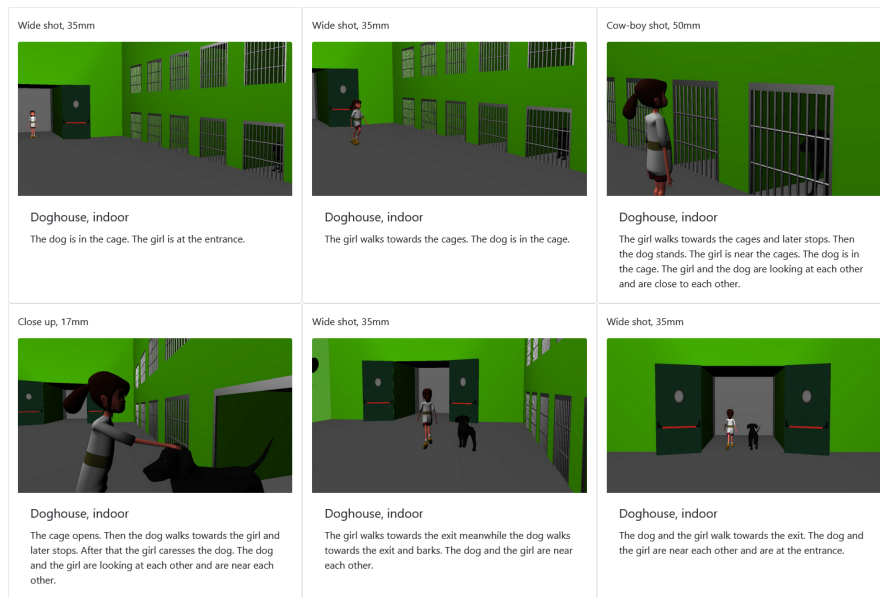 Wide shot, 35mm
Doghouse, indoor
The dog is in the cage. The girl is at the entrance.
Wide shot, 35mm
Doghouse, indoor
The girl walks towards the cages. The dog is in the cage.
Cow-boy shot, 50mm
Doghouse, indoor
The girl walks towards the cages and later stops. Then
the dog stands. The girl is near the cages. The dog is in
the cage. The girl and the dog are looking at each other
and are close to each other.
Close up, 17mm
Doghouse, indoor
The cage opens. Then the dog walks towards the girl and
later stops. After that the girl caresses the dog. The dog
and the girl are looking at each other and are near each
other.
Wide shot, 35mm
Doghouse, indoor
The girl walks towards the exit meanwhile the dog walks
towards the exit and barks. The dog and the girl are near
each other.
Wide shot, 35mm
Doghouse, indoor
The dog and the girl walk towards the exit. The dog and
the girl are near each other and are at the entrance.